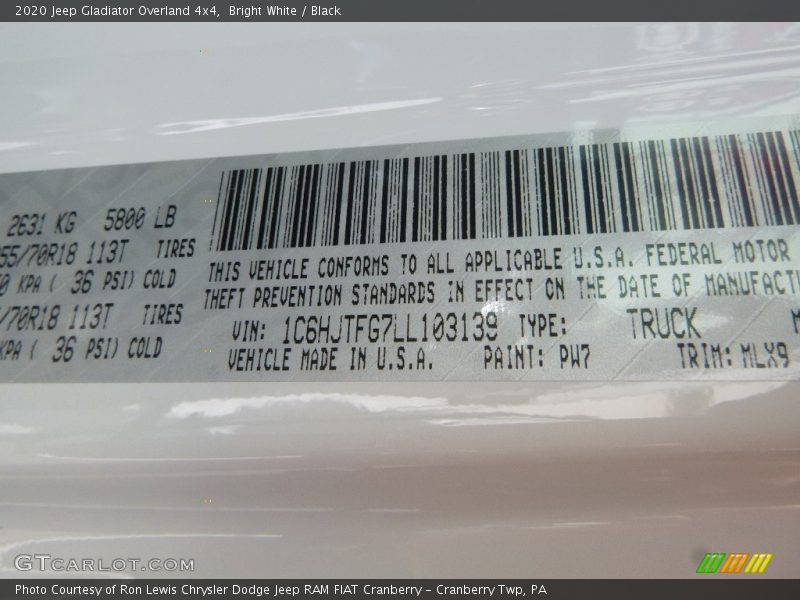 2020 Jeep Gladiator Overland 4x4, Bright White / Black
2631 KG 5800 LB
55/70R18 113T TIRES
0 KPA ( 36 PSI) COLD
/70R18 113T TIRES
KPA ( 36 PSI) COLD
THIS VEHICLE CONFORMS TO ALL APPLICABLE U.S.A. FEDERAL MOTOR
THEFT PREVENTION STANDARDS IN EFFECT ON THE DATE OF MANUFACTU
VIN: 1C6HJTFG7LL103139 TYPE: TRUCK
VEHICLE MADE IN U.S.A. PAINT: PW7 TRIM: MLX9
GTCARLOT.COM
Photo Courtesy of Ron Lewis Chrysler Dodge Jeep RAM FIAT Cranberry – Cranberry Twp, PA